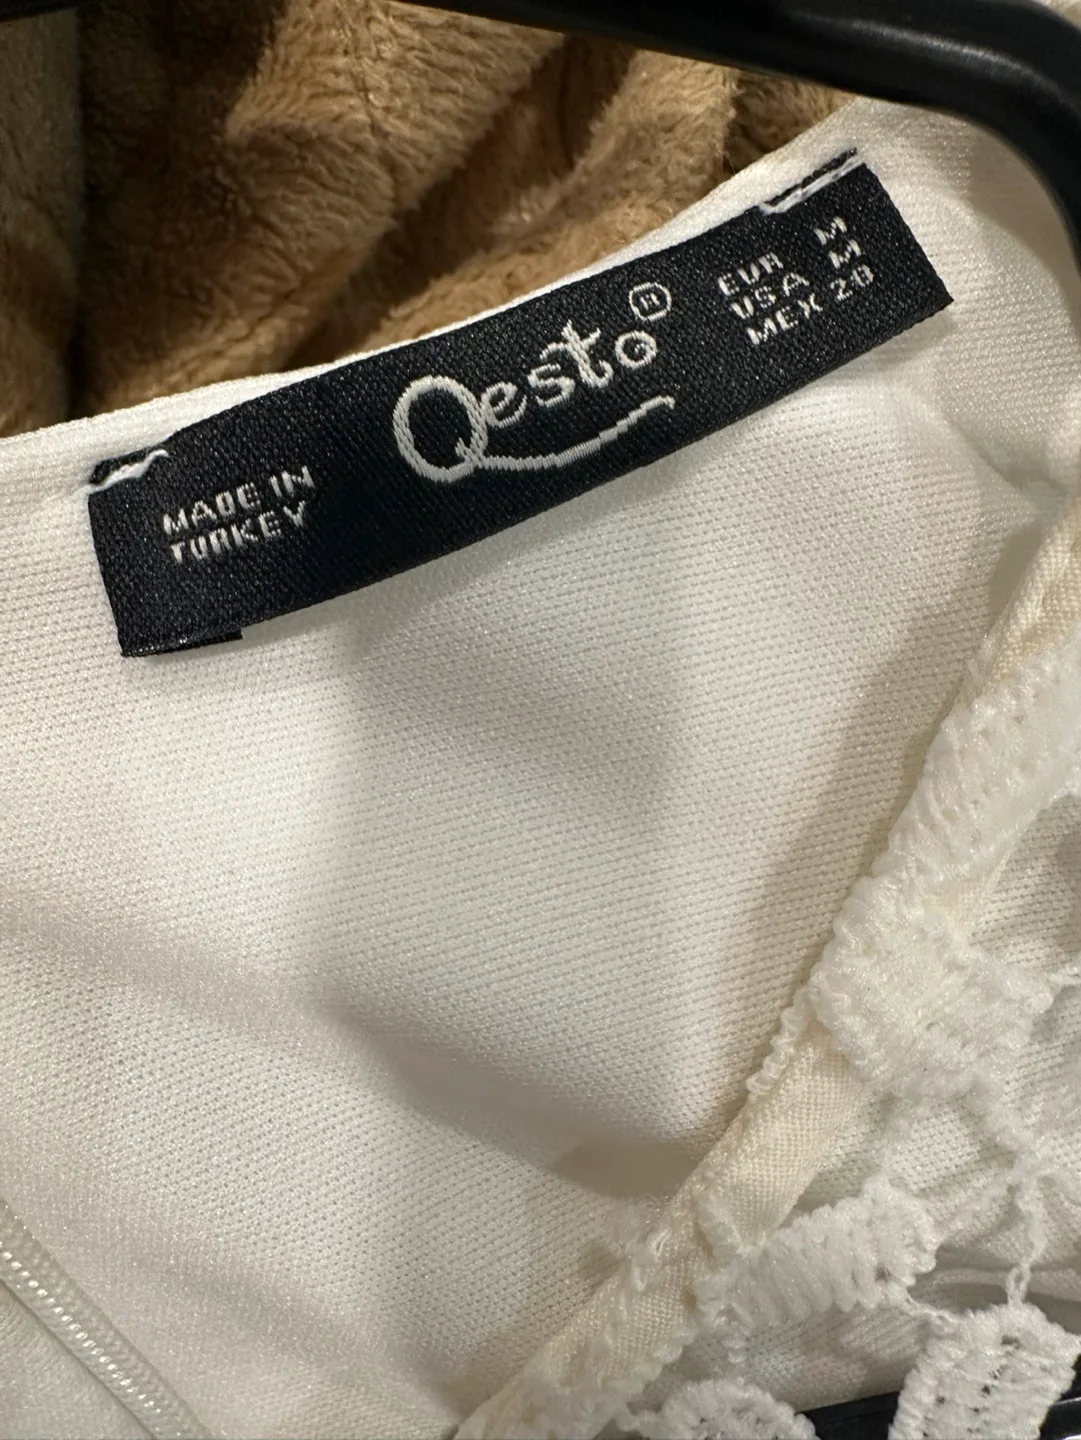 MADE IN
TURKEY
Qesto®
EUR M
USA M
MEX 28